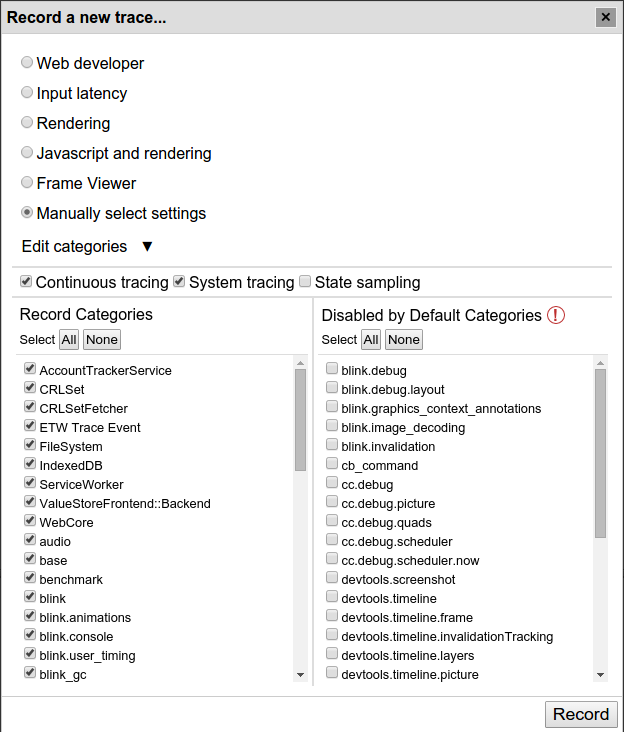 Record a new trace...
Web developer
Input latency
Rendering
Javascript and rendering
Frame Viewer
Manually select settings
Edit categories ▼
Continuous tracing System tracing State sampling
Record Categories
Select All None
AccountTrackerService
CRLSet
CRLSetFetcher
ETW Trace Event
FileSystem
IndexedDB
ServiceWorker
ValueStoreFrontend::Backend
WebCore
audio
base
benchmark
blink
blink.animations
blink.console
blink.user_timing
blink_gc
Disabled by Default Categories !
Select All None
blink.debug
blink.debug.layout
blink.graphics_context_annotations
blink.image_decoding
blink.invalidation
cb_command
cc.debug
cc.debug.picture
cc.debug.quads
cc.debug.scheduler
cc.debug.scheduler.now
devtools.screenshot
devtools.timeline
devtools.timeline.frame
devtools.timeline.invalidationTracking
devtools.timeline.layers
devtools.timeline.picture
Record